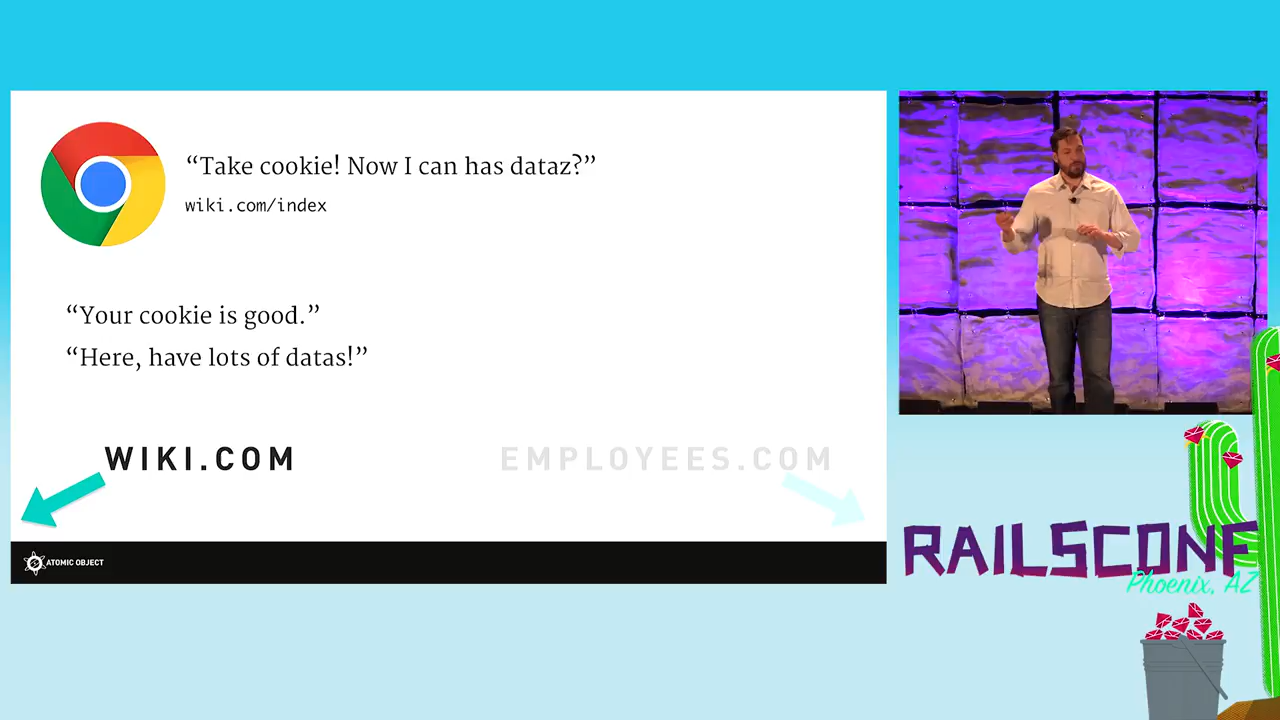 “Take cookie! Now I can has dataz?”
wiki.com/index
“Your cookie is good.”
“Here, have lots of datas!”
WIKI.COM
EMPLOYEES.COM
ATOMIC OBJECT
RAILSCONF
Phoenix, AZ